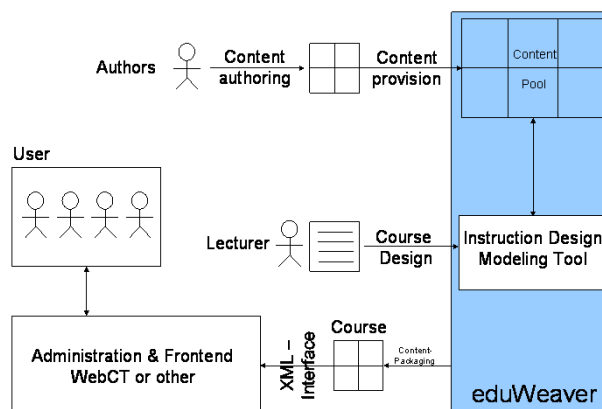 Authors
Content
authoring
Content
provision
Content
Pool
User
Lecturer
Course
Design
Instruction Design
Modeling Tool
Administration & Frontend
WebCT or other
XML –
Interface
Course
Content-
Packaging
eduWeaver